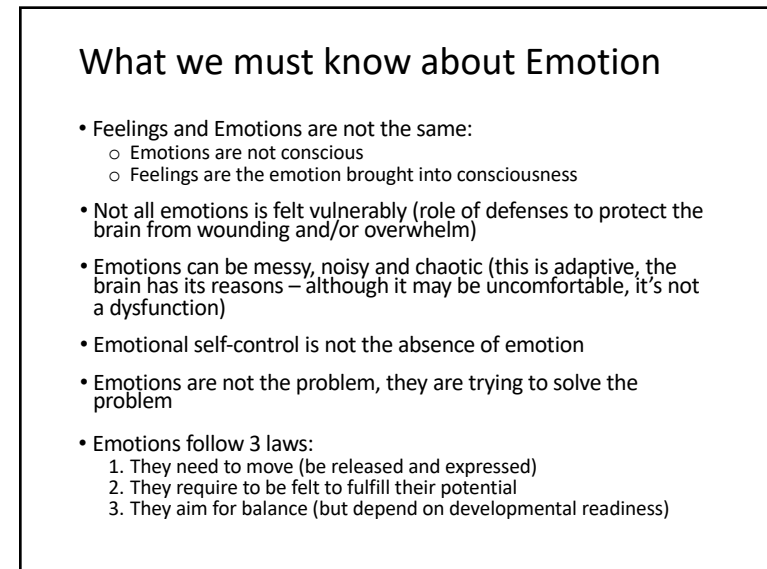 What we must know about Emotion
• Feelings and Emotions are not the same:
o Emotions are not conscious
o Feelings are the emotion brought into consciousness
• Not all emotions is felt vulnerably (role of defenses to protect the
brain from wounding and/or overwhelm)
• Emotions can be messy, noisy and chaotic (this is adaptive, the
brain has its reasons – although it may be uncomfortable, it's not
a dysfunction)
• Emotional self-control is not the absence of emotion
• Emotions are not the problem, they are trying to solve the
problem
• Emotions follow 3 laws:
1. They need to move (be released and expressed)
2. They require to be felt to fulfill their potential
3. They aim for balance (but depend on developmental readiness)